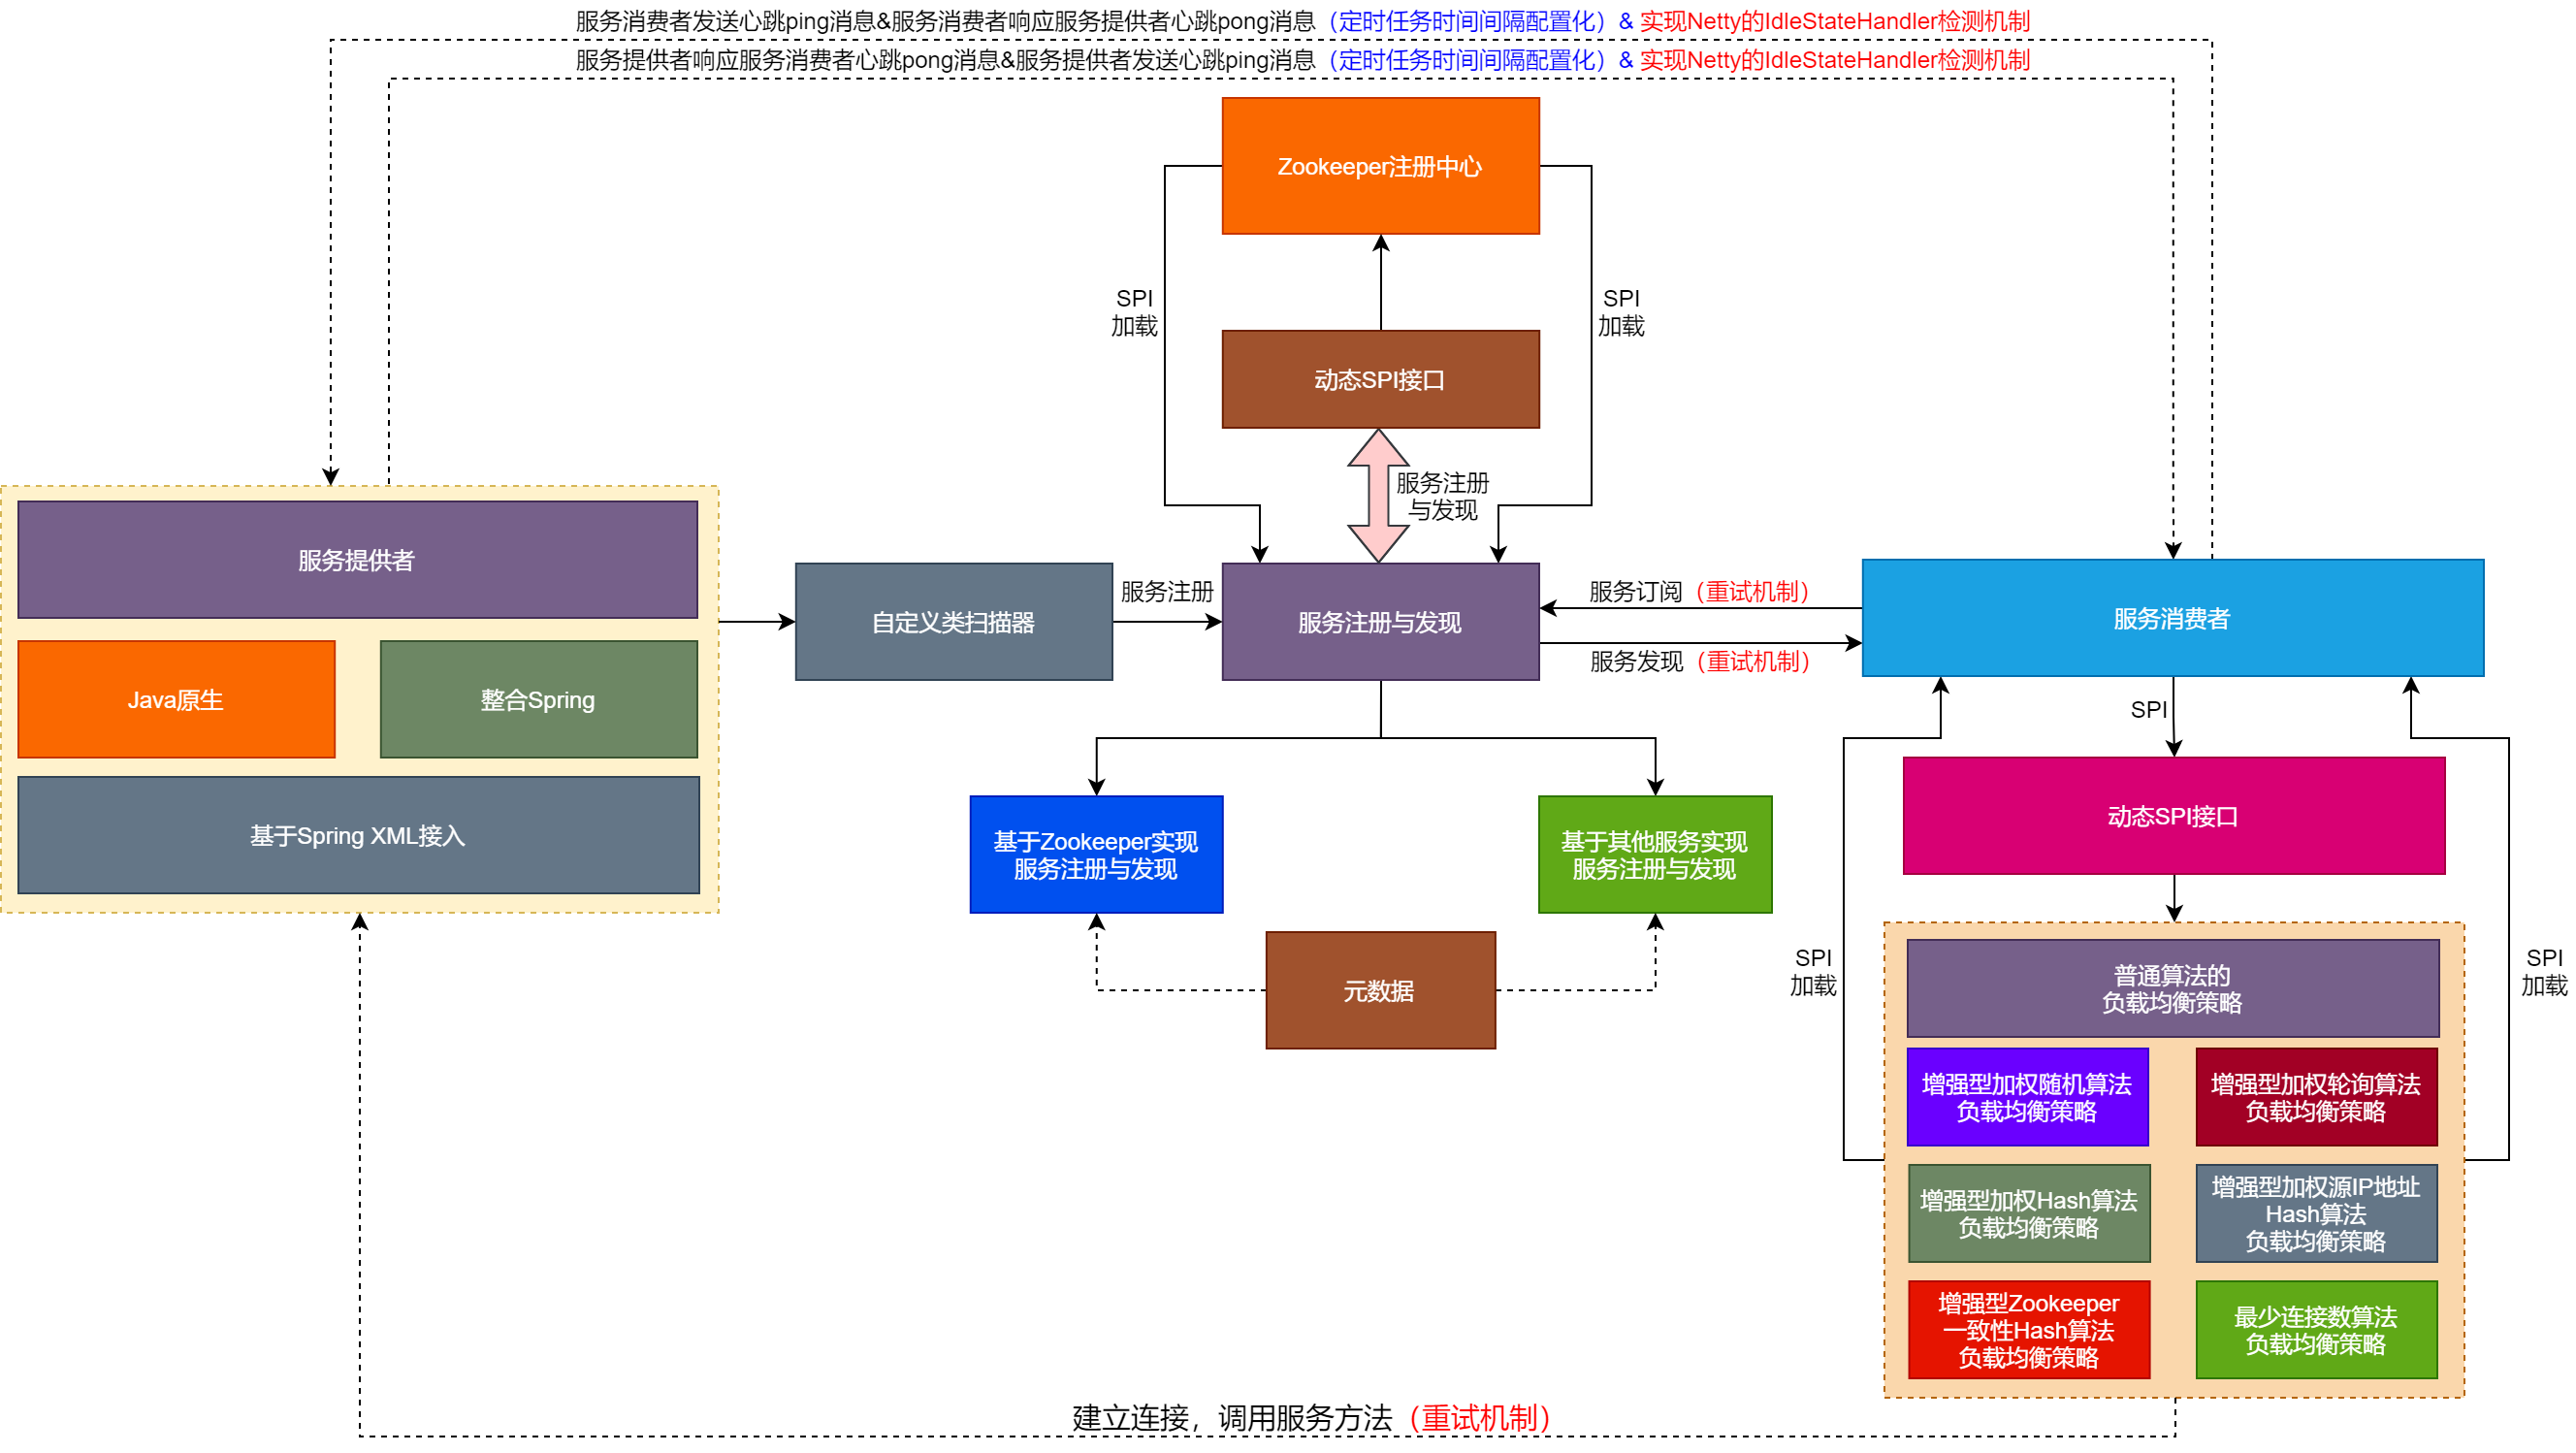 服务消费者发送心跳ping消息&服务消费者响应服务提供者心跳pong消息（定时任务时间间隔配置化）& 实现Netty的IdleStateHandler检测机制
服务提供者响应服务消费者心跳pong消息&服务提供者发送心跳ping消息（定时任务时间间隔配置化）& 实现Netty的IdleStateHandler检测机制
Zookeeper注册中心
SPI
加载
SPI
加载
动态SPI接口
服务注册
与发现
服务提供者
Java原生
整合Spring
基于Spring XML接入
自定义类扫描器
服务注册
服务注册与发现
服务订阅（重试机制）
服务发现（重试机制）
服务消费者
SPI
动态SPI接口
基于Zookeeper实现
服务注册与发现
基于其他服务实现
服务注册与发现
元数据
SPI
加载
SPI
加载
普通算法的
负载均衡策略
增强型加权随机算法
负载均衡策略
增强型加权轮询算法
负载均衡策略
增强型加权Hash算法
负载均衡策略
增强型加权源IP地址
Hash算法
负载均衡策略
增强型Zookeeper
一致性Hash算法
负载均衡策略
最少连接数算法
负载均衡策略
建立连接，调用服务方法（重试机制）